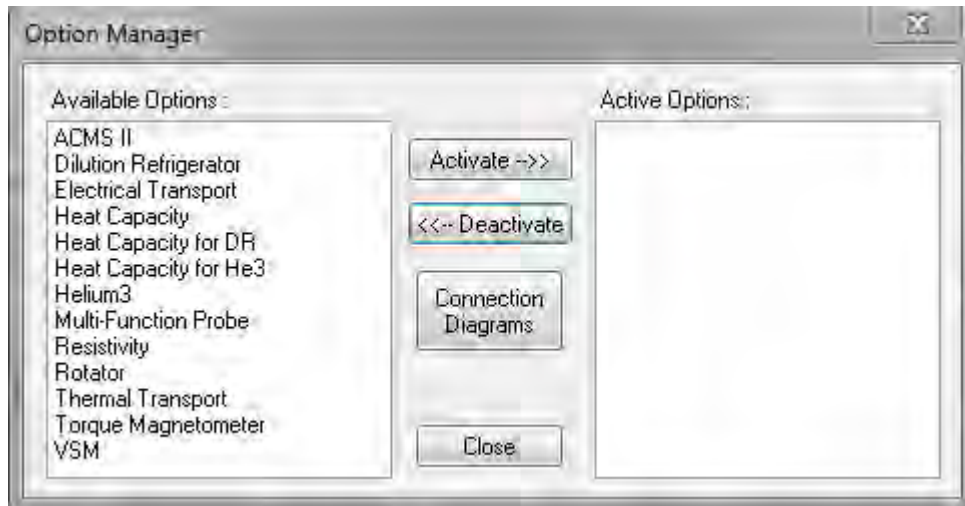 Option Manager
Available Options :
ACMS II
Dilution Refrigerator
Electrical Transport
Heat Capacity
Heat Capacity for DR
Heat Capacity for He3
Helium3
Multi-Function Probe
Resistivity
Rotator
Thermal Transport
Torque Magnetometer
VSM
Activate -->>
<<-- Deactivate
Connection
Diagrams
Close
Active Options :